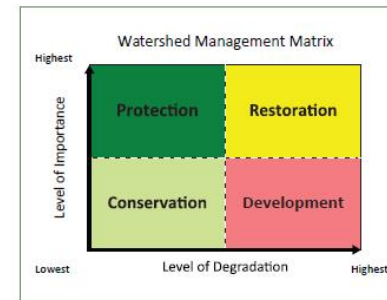 Watershed Management Matrix
Highest
Protection
Restoration
Level of Importance
Conservation
Development
Lowest
Level of Degradation
Highest